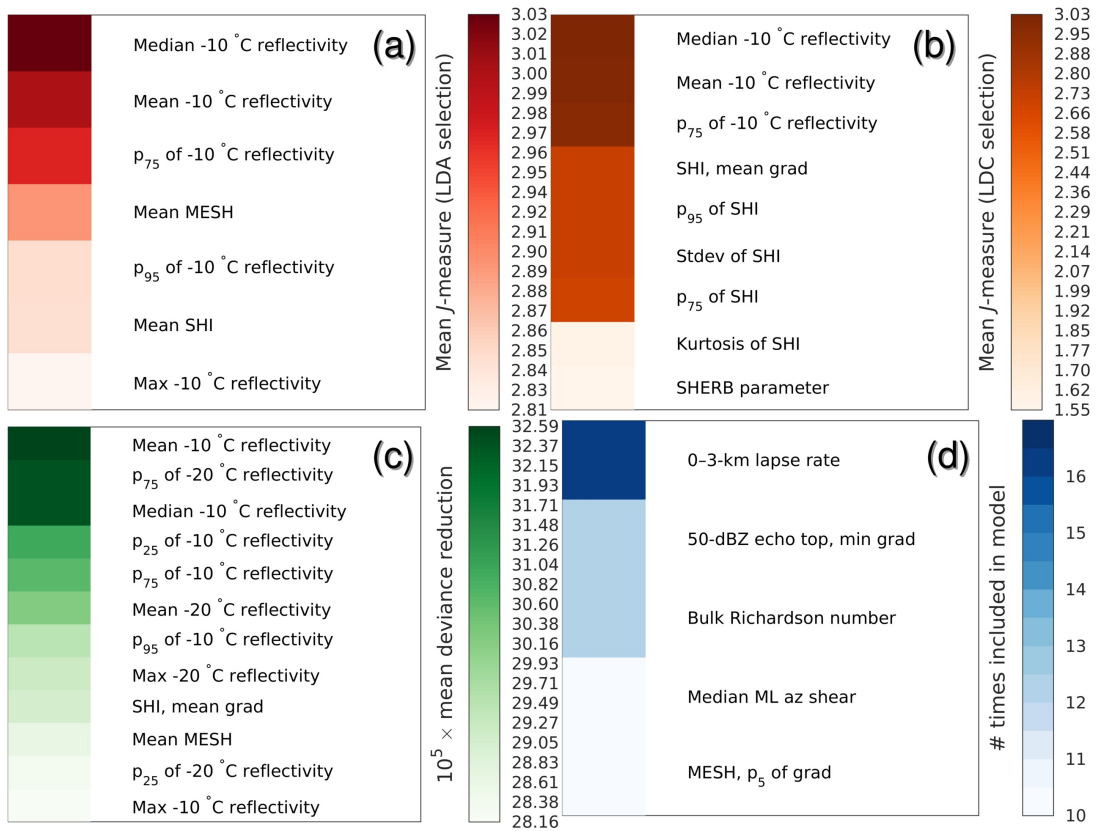 (a)
Median -10 °C reflectivity
Mean -10 °C reflectivity
p75 of -10 °C reflectivity
Mean MESH
p95 of -10 °C reflectivity
Mean SHI
Max -10 °C reflectivity
Mean J-measure (LDA selection)
3.03
3.02
3.01
3.00
2.99
2.98
2.97
2.96
2.95
2.94
2.93
2.92
2.91
2.90
2.89
2.88
2.87
2.86
2.85
2.84
2.83
2.81
(b)
Median -10 °C reflectivity
Mean -10 °C reflectivity
p75 of -10 °C reflectivity
SHI, mean grad
p95 of SHI
Stdev of SHI
p75 of SHI
Kurtosis of SHI
SHERB parameter
Mean J-measure (LDC selection)
3.03
2.95
2.88
2.80
2.73
2.66
2.58
2.51
2.44
2.36
2.29
2.21
2.14
2.07
1.99
1.92
1.85
1.77
1.70
1.62
1.55
(c)
Mean -10 °C reflectivity
p75 of -20 °C reflectivity
Median -10 °C reflectivity
p25 of -10 °C reflectivity
p75 of -10 °C reflectivity
Mean -20 °C reflectivity
p95 of -10 °C reflectivity
Max -20 °C reflectivity
SHI, mean grad
Mean MESH
p25 of -20 °C reflectivity
Max -10 °C reflectivity
10^5 × mean deviance reduction
32.59
32.37
32.15
31.93
31.71
31.48
31.26
31.04
30.82
30.60
30.38
30.16
29.93
29.71
29.49
29.27
29.05
28.83
28.61
28.38
28.16
(d)
0–3-km lapse rate
50-dBZ echo top, min grad
Bulk Richardson number
Median ML az shear
MESH, p5 of grad
# times included in model
16
15
14
13
12
11
10